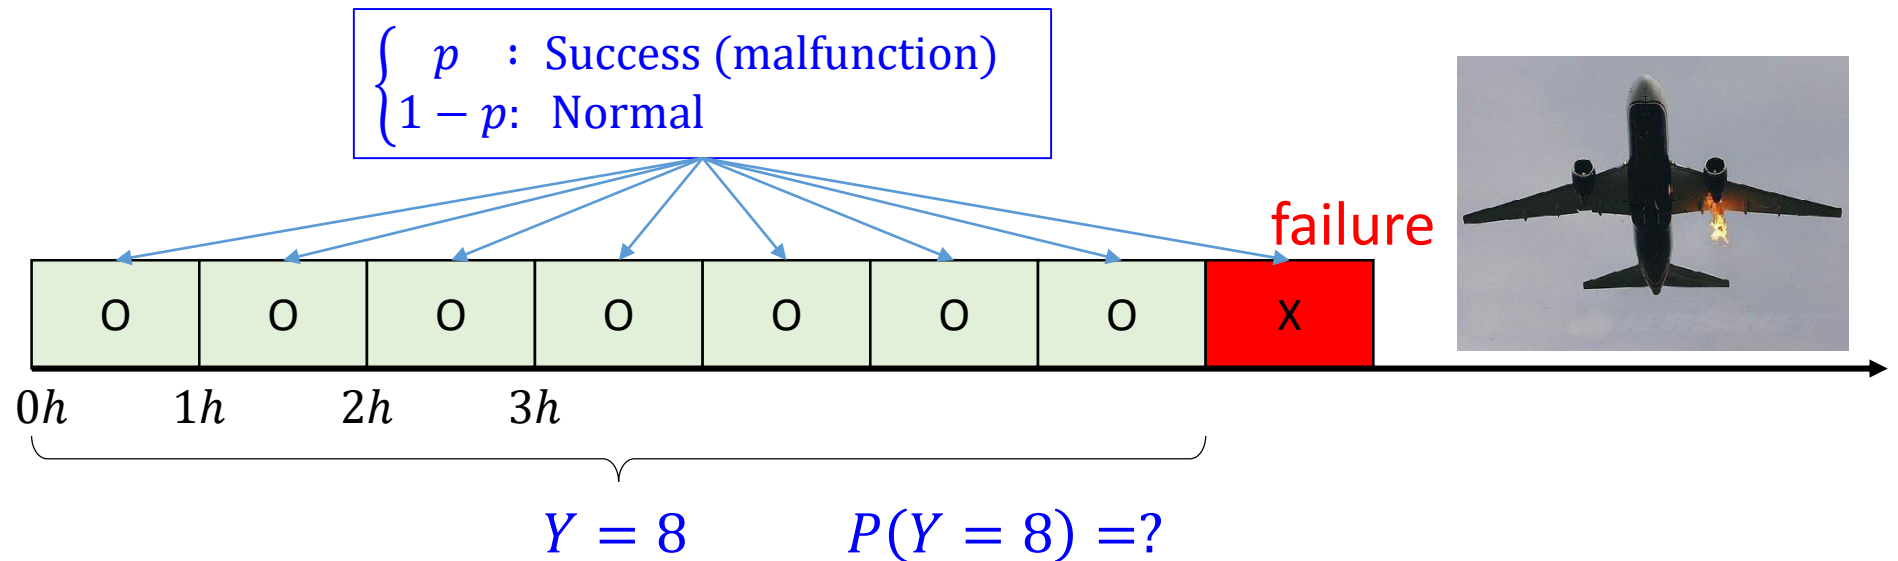 p : Success (malfunction)
1 − p: Normal
failure
O O O O O O O X
0h 1h 2h 3h
Y = 8 P(Y = 8) =?